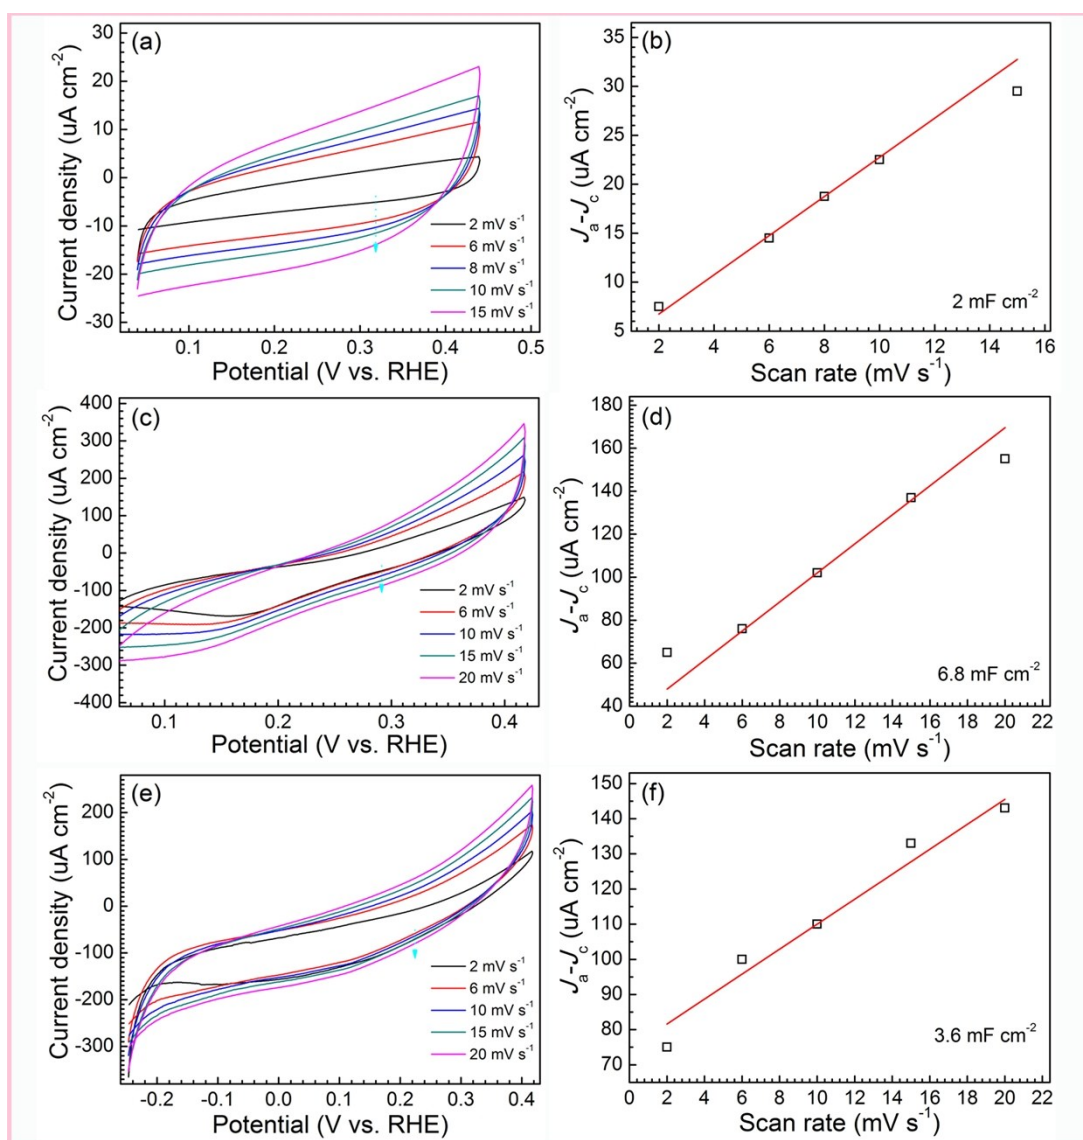 (a)
Current density (uA cm-2)
30
20
10
0
-10
-20
-30
2 mV s-1
6 mV s-1
8 mV s-1
10 mV s-1
15 mV s-1
0.1 0.2 0.3 0.4 0.5
Potential (V vs. RHE)
(b)
Ja-Jc (uA cm-2)
35
30
25
20
15
10
5
2 mF cm-2
2 4 6 8 10 12 14 16
Scan rate (mV s-1)
(c)
Current density (uA cm-2)
400
300
200
100
0
-100
-200
-300
-400
2 mV s-1
6 mV s-1
10 mV s-1
15 mV s-1
20 mV s-1
0.1 0.2 0.3 0.4
Potential (V vs. RHE)
(d)
Ja-Jc (uA cm-2)
180
160
140
120
100
80
60
40
6.8 mF cm-2
0 2 4 6 8 10 12 14 16 18 20 22
Scan rate (mV s-1)
(e)
Current density (uA cm-2)
200
100
0
-100
-200
-300
2 mV s-1
6 mV s-1
10 mV s-1
15 mV s-1
20 mV s-1
-0.2 -0.1 0.0 0.1 0.2 0.3 0.4
Potential (V vs. RHE)
(f)
Ja-Jc (uA cm-2)
150
140
130
120
110
100
90
80
70
3.6 mF cm-2
0 2 4 6 8 10 12 14 16 18 20 22
Scan rate (mV s-1)